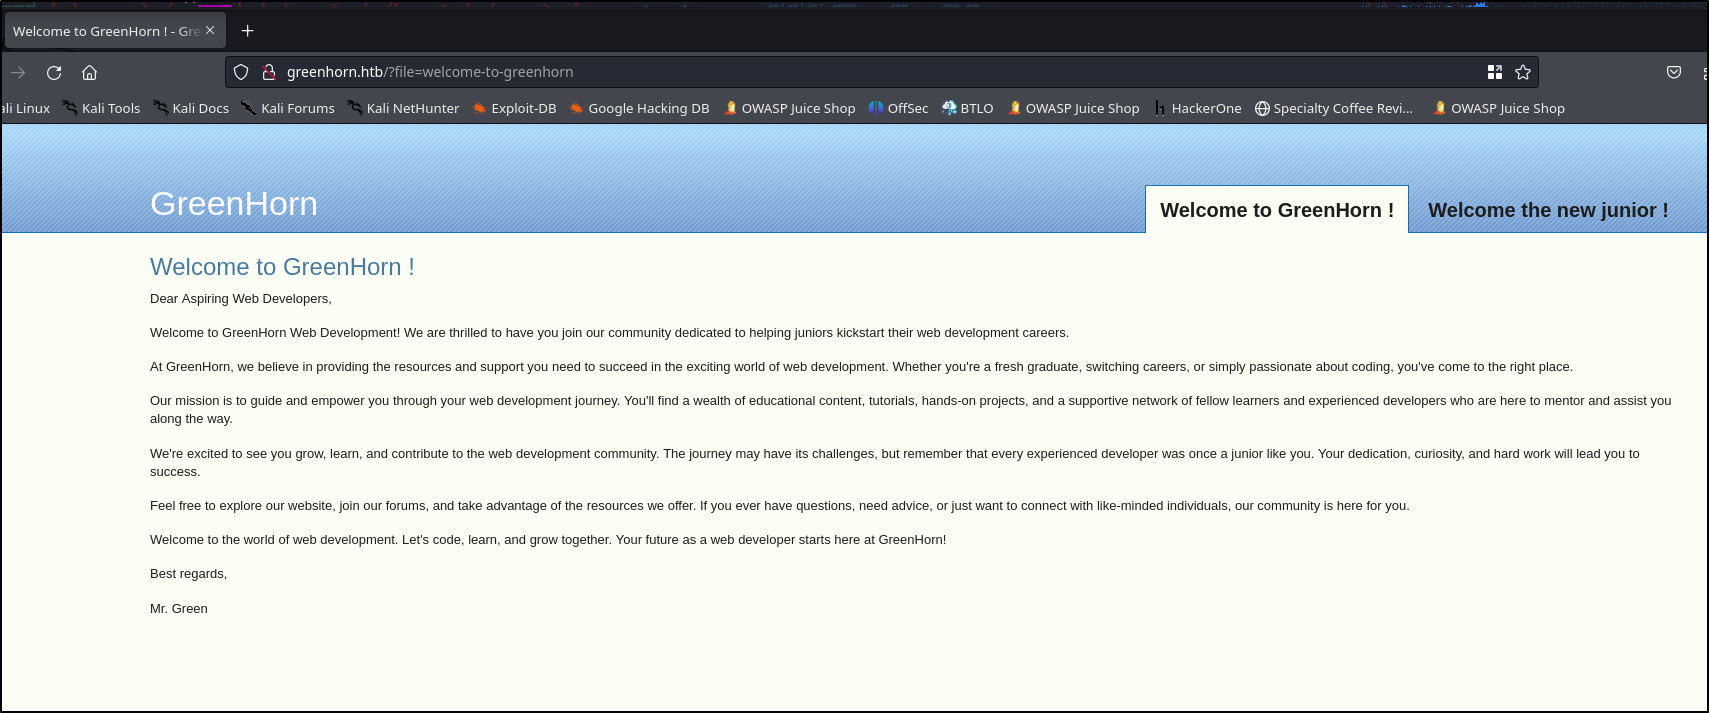 Welcome to GreenHorn ! - Gre
greenhorn.htb/?file=welcome-to-greenhorn
ali Linux Kali Tools Kali Docs Kali Forums Kali NetHunter Exploit-DB Google Hacking DB OWASP Juice Shop OffSec BTLO OWASP Juice Shop HackerOne Specialty Coffee Revi... OWASP Juice Shop
GreenHorn
Welcome to GreenHorn ! Welcome the new junior !
Welcome to GreenHorn !
Dear Aspiring Web Developers,
Welcome to GreenHorn Web Development! We are thrilled to have you join our community dedicated to helping juniors kickstart their web development careers.
At GreenHorn, we believe in providing the resources and support you need to succeed in the exciting world of web development. Whether you're a fresh graduate, switching careers, or simply passionate about coding, you've come to the right place.
Our mission is to guide and empower you through your web development journey. You'll find a wealth of educational content, tutorials, hands-on projects, and a supportive network of fellow learners and experienced developers who are here to mentor and assist you
along the way.
We're excited to see you grow, learn, and contribute to the web development community. The journey may have its challenges, but remember that every experienced developer was once a junior like you. Your dedication, curiosity, and hard work will lead you to
success.
Feel free to explore our website, join our forums, and take advantage of the resources we offer. If you ever have questions, need advice, or just want to connect with like-minded individuals, our community is here for you.
Welcome to the world of web development. Let's code, learn, and grow together. Your future as a web developer starts here at GreenHorn!
Best regards,
Mr. Green